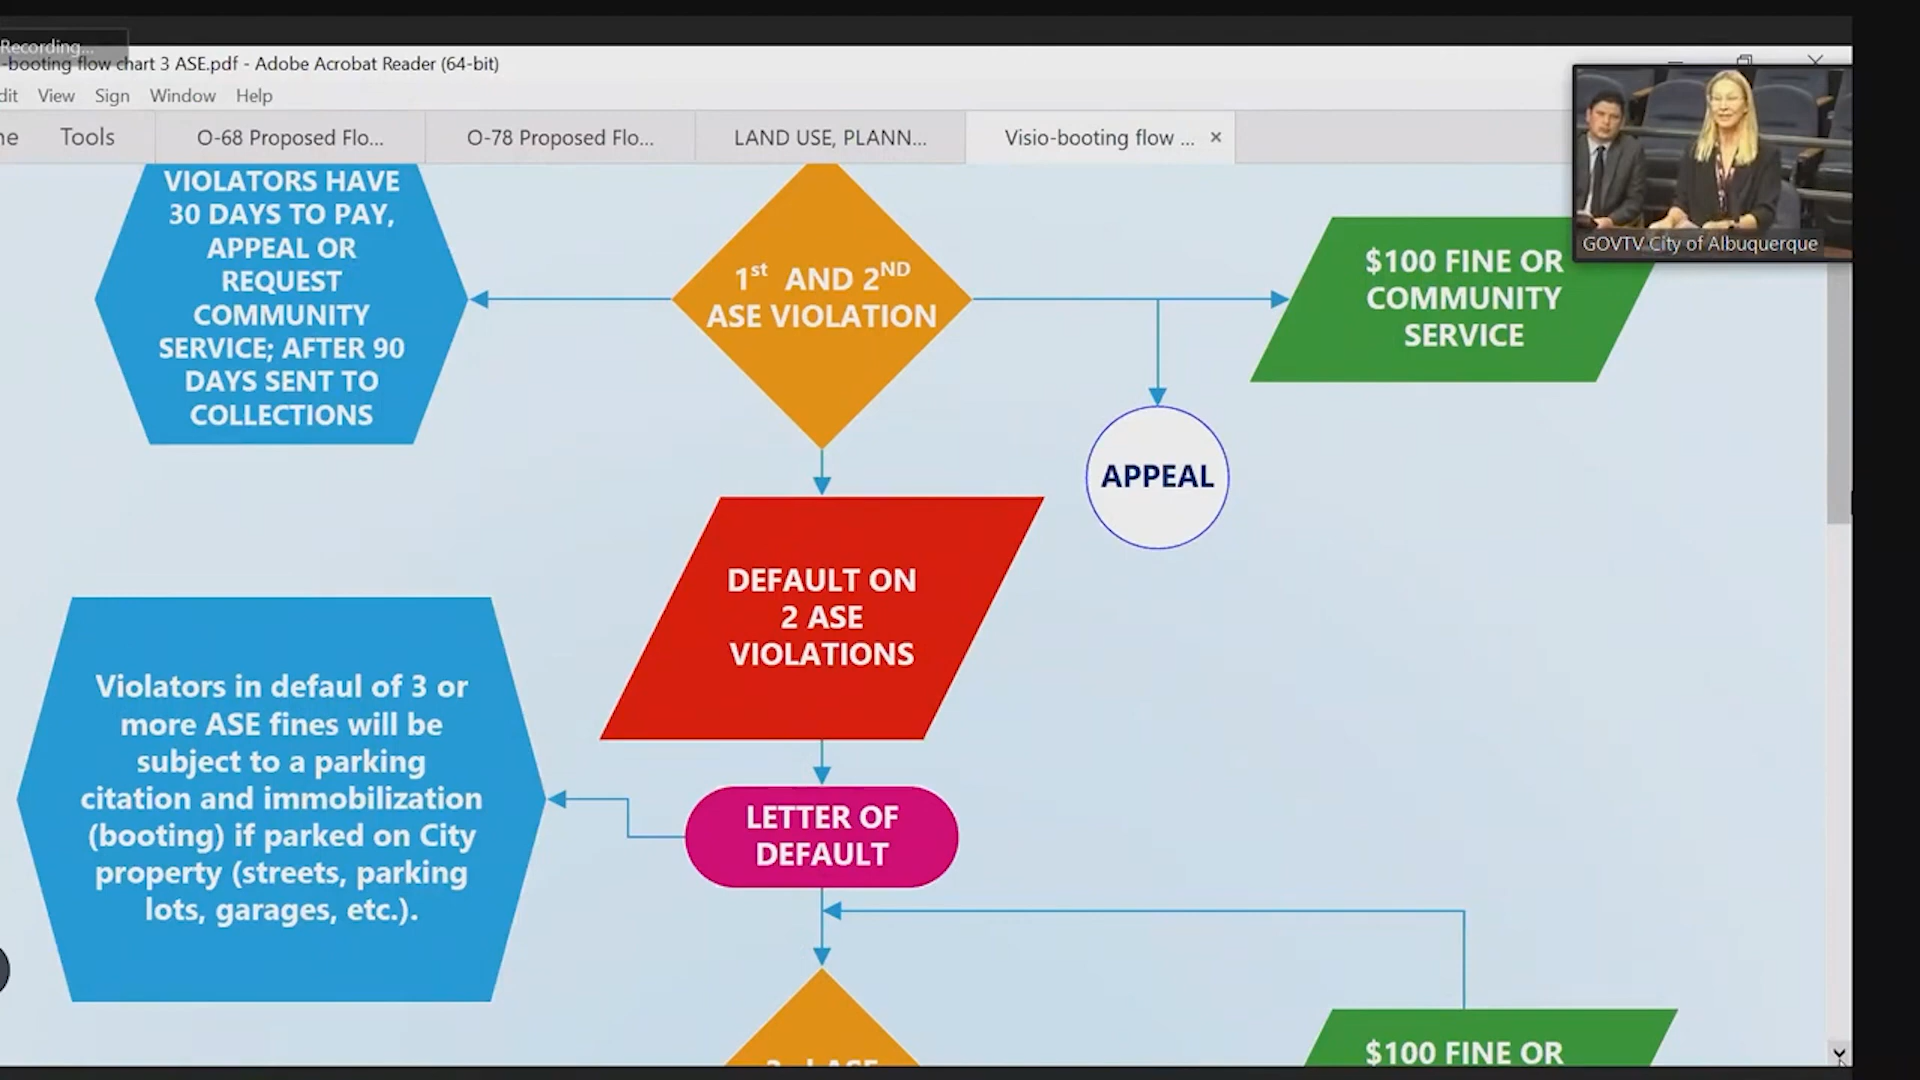 Recording...
-booting flow chart 3 ASE.pdf - Adobe Acrobat Reader (64-bit)
dit View Sign Window Help
ne Tools O-68 Proposed Flo... O-78 Proposed Flo... LAND USE, PLANN... Visio-booting flow ... ×
GOVTV City of Albuquerque
VIOLATORS HAVE
30 DAYS TO PAY,
APPEAL OR
REQUEST
COMMUNITY
SERVICE; AFTER 90
DAYS SENT TO
COLLECTIONS
1st AND 2ND
ASE VIOLATION
$100 FINE OR
COMMUNITY
SERVICE
APPEAL
DEFAULT ON
2 ASE
VIOLATIONS
Violators in defaul of 3 or
more ASE fines will be
subject to a parking
citation and immobilization
(booting) if parked on City
property (streets, parking
lots, garages, etc.).
LETTER OF
DEFAULT
ASE
$100 FINE OR